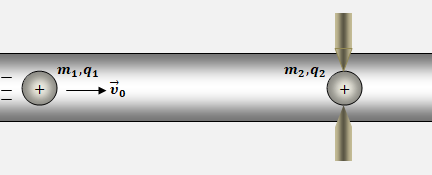 m₁,q₁
m₂,q₂
+
v⃗₀
+